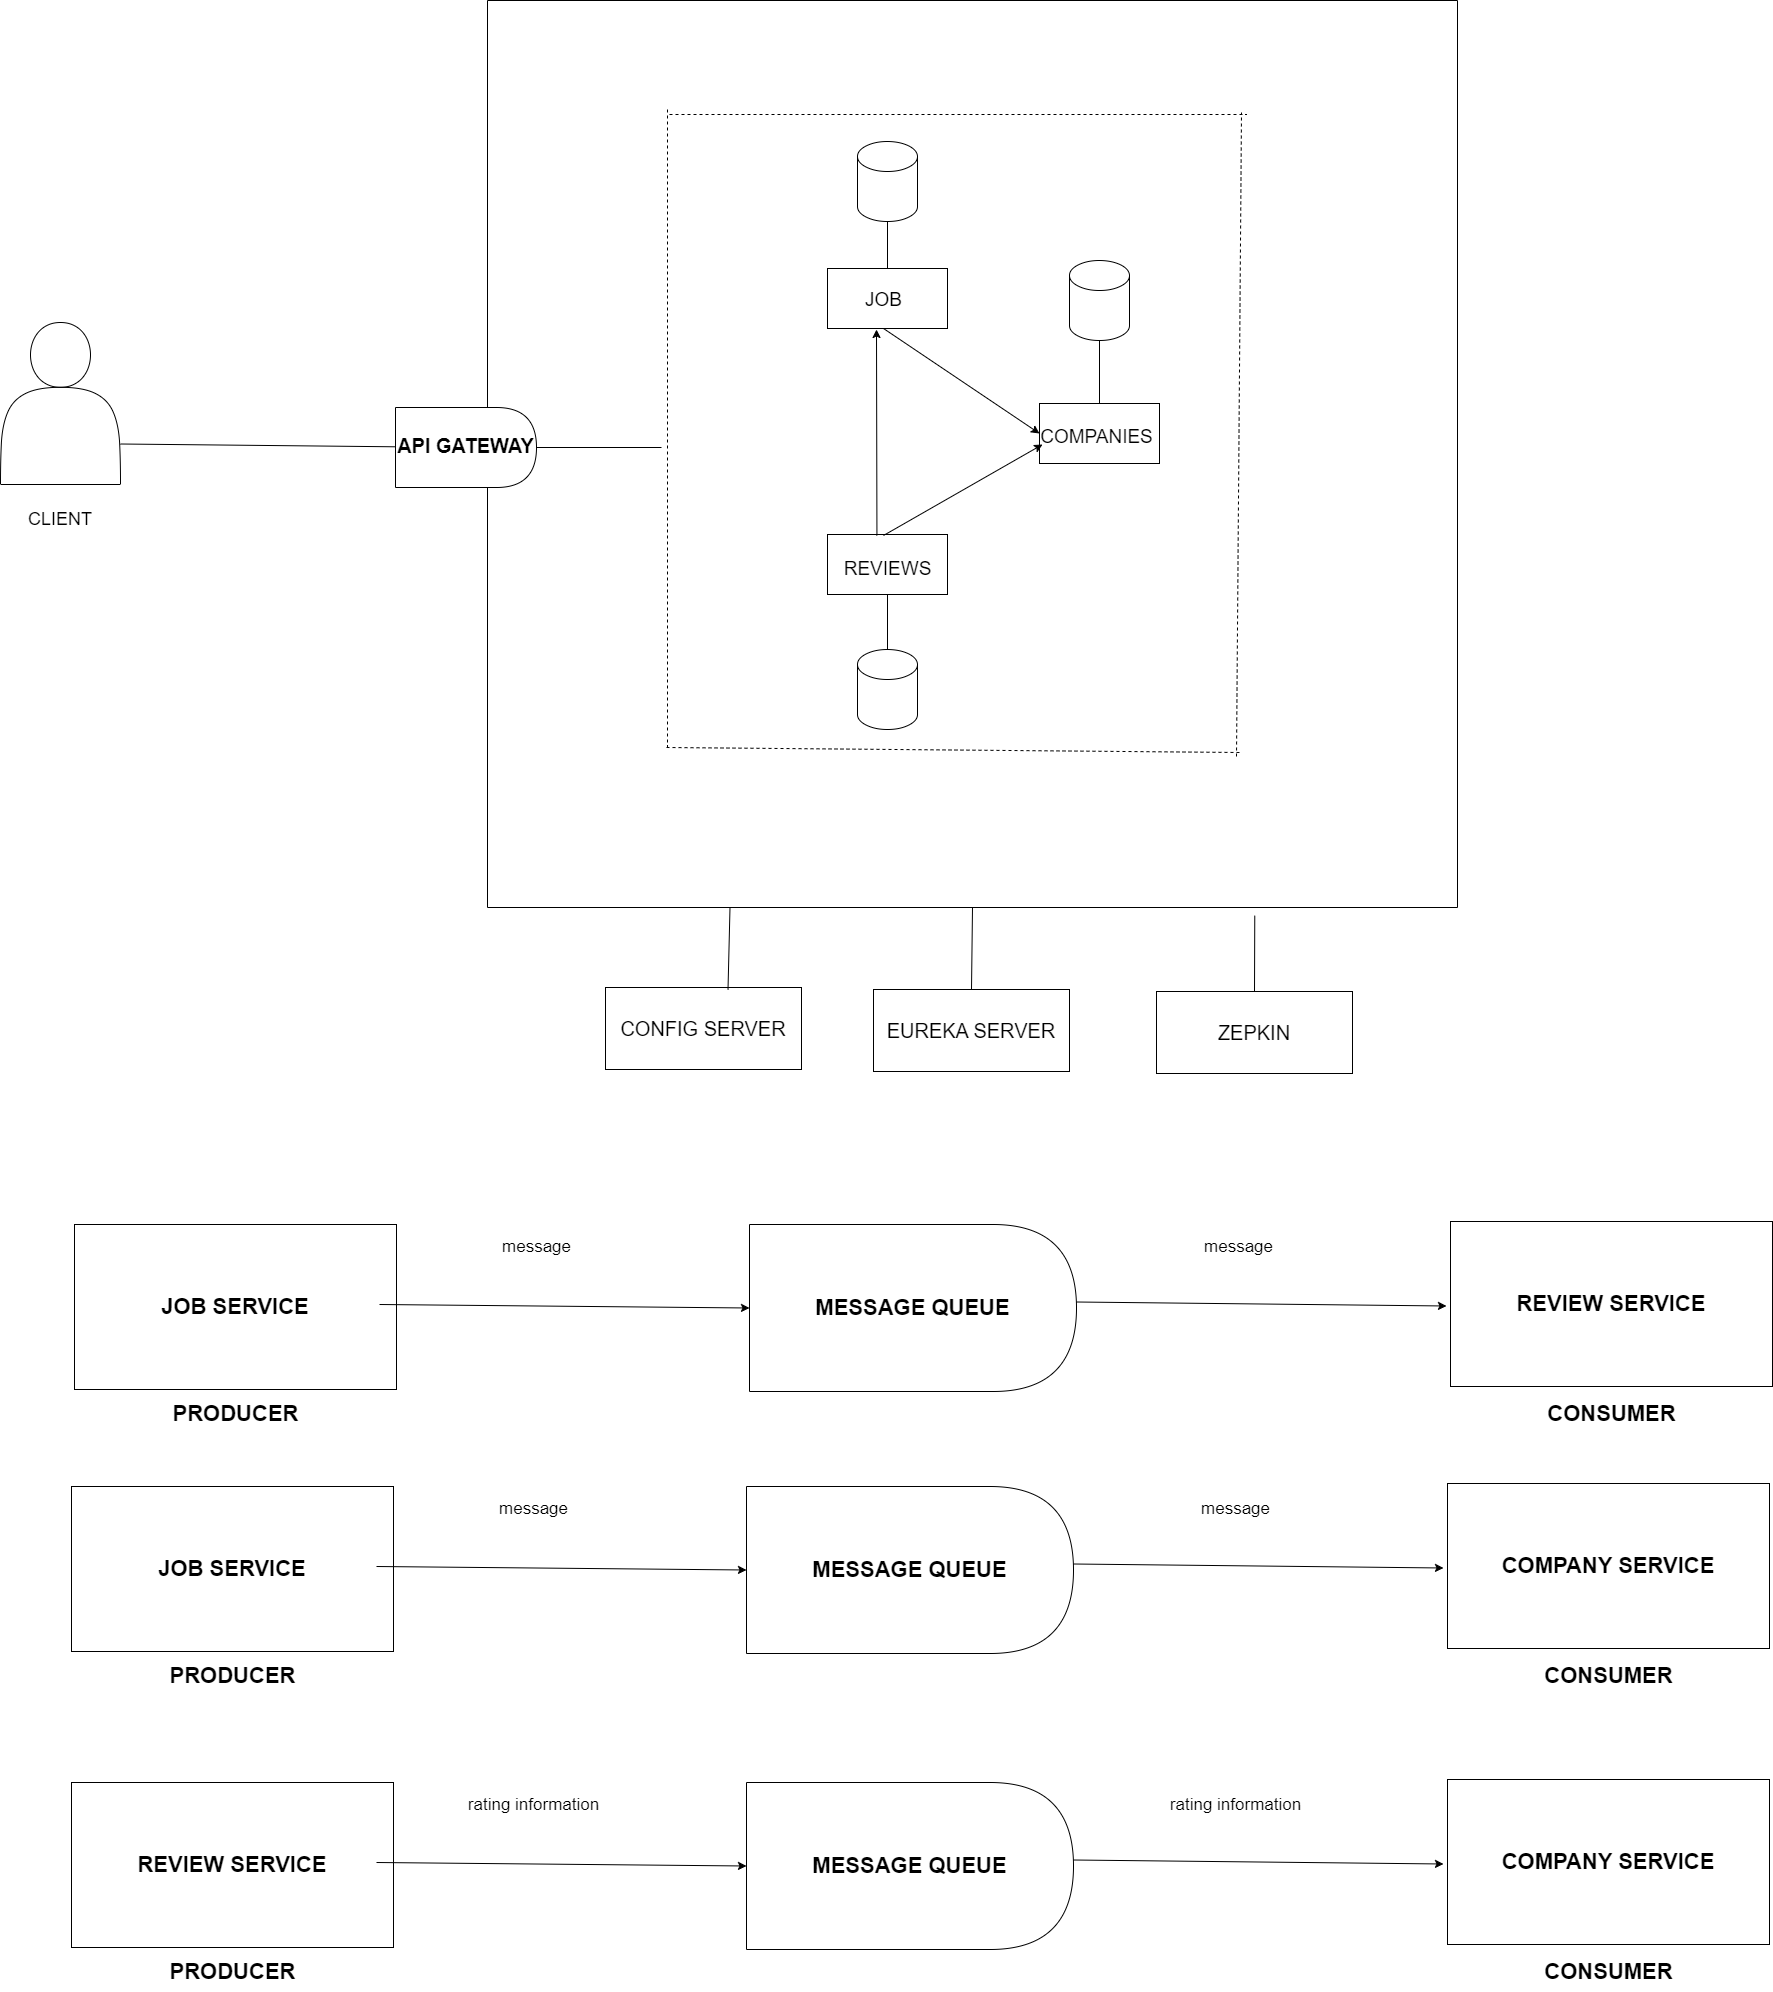 JOB
COMPANIES
API GATEWAY
CLIENT
REVIEWS
CONFIG SERVER
EUREKA SERVER
ZEPKIN
message
message
JOB SERVICE
MESSAGE QUEUE
REVIEW SERVICE
PRODUCER
CONSUMER
message
message
JOB SERVICE
MESSAGE QUEUE
COMPANY SERVICE
PRODUCER
CONSUMER
rating information
rating information
REVIEW SERVICE
MESSAGE QUEUE
COMPANY SERVICE
PRODUCER
CONSUMER